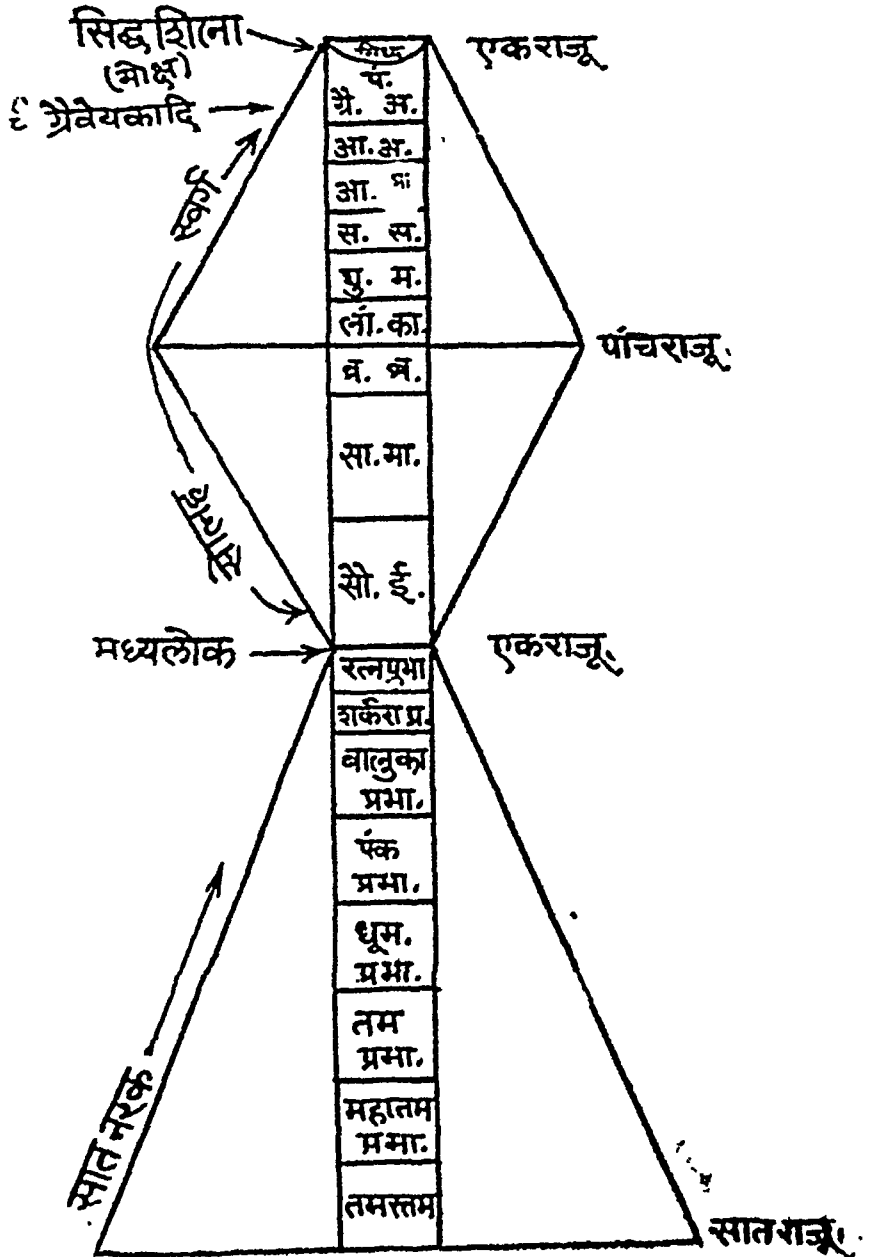 सिद्धशिला
(मोक्ष)
ग्रैवेयकादि
स्वर्ग
सोलह
मध्यलोक
सात नरक
सिद्ध
पं.
ग्रै. अ.
आ. अ.
आ. प्रा
स. स.
शु. म.
लां. का.
ब्र. ब्र.
सा. मा.
सौ. ई.
रत्नप्रभा
शर्करा प्र.
वालुका
प्रभा.
पंक
प्रभा.
धूम.
प्रभा.
तम
प्रभा.
महातम
प्रभा.
तमस्तम
एकराजू
पांचराजू.
एकराजू.
सातराजू.